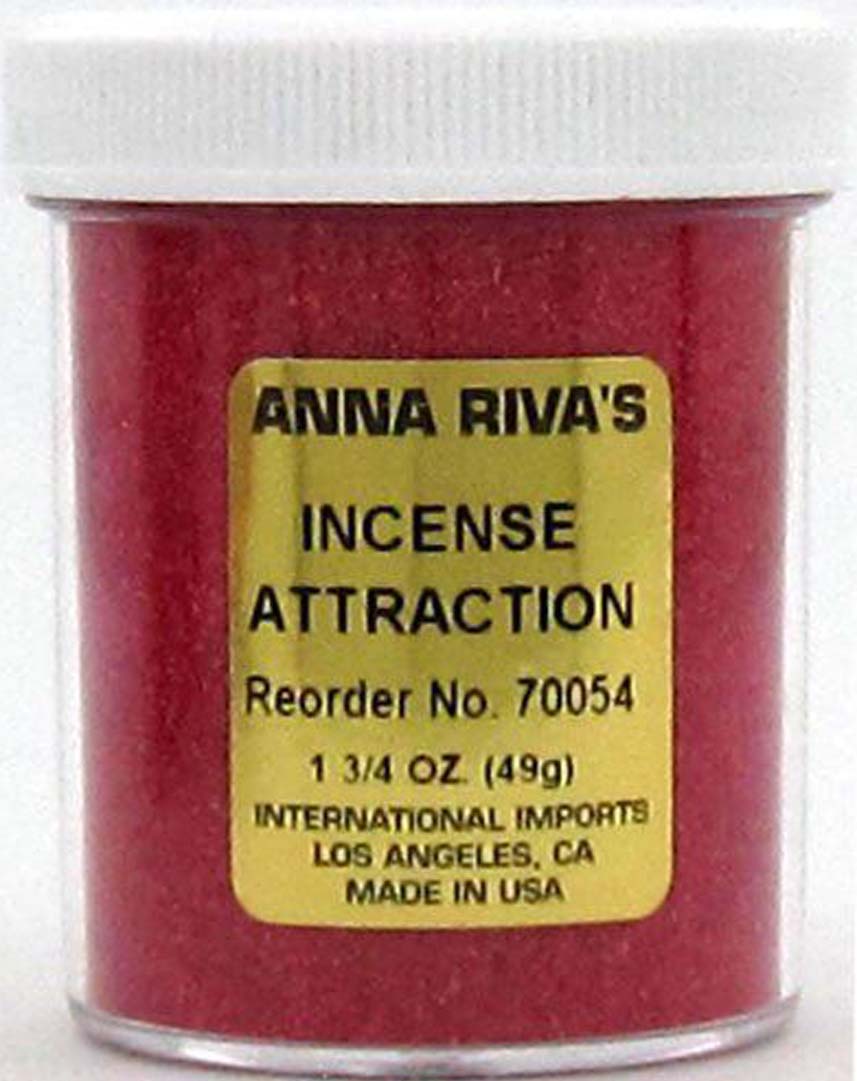 ANNA RIVA'S
INCENSE
ATTRACTION
Reorder No. 70054
1 3/4 OZ. (49g)
INTERNATIONAL IMPORTS
LOS ANGELES, CA
MADE IN USA